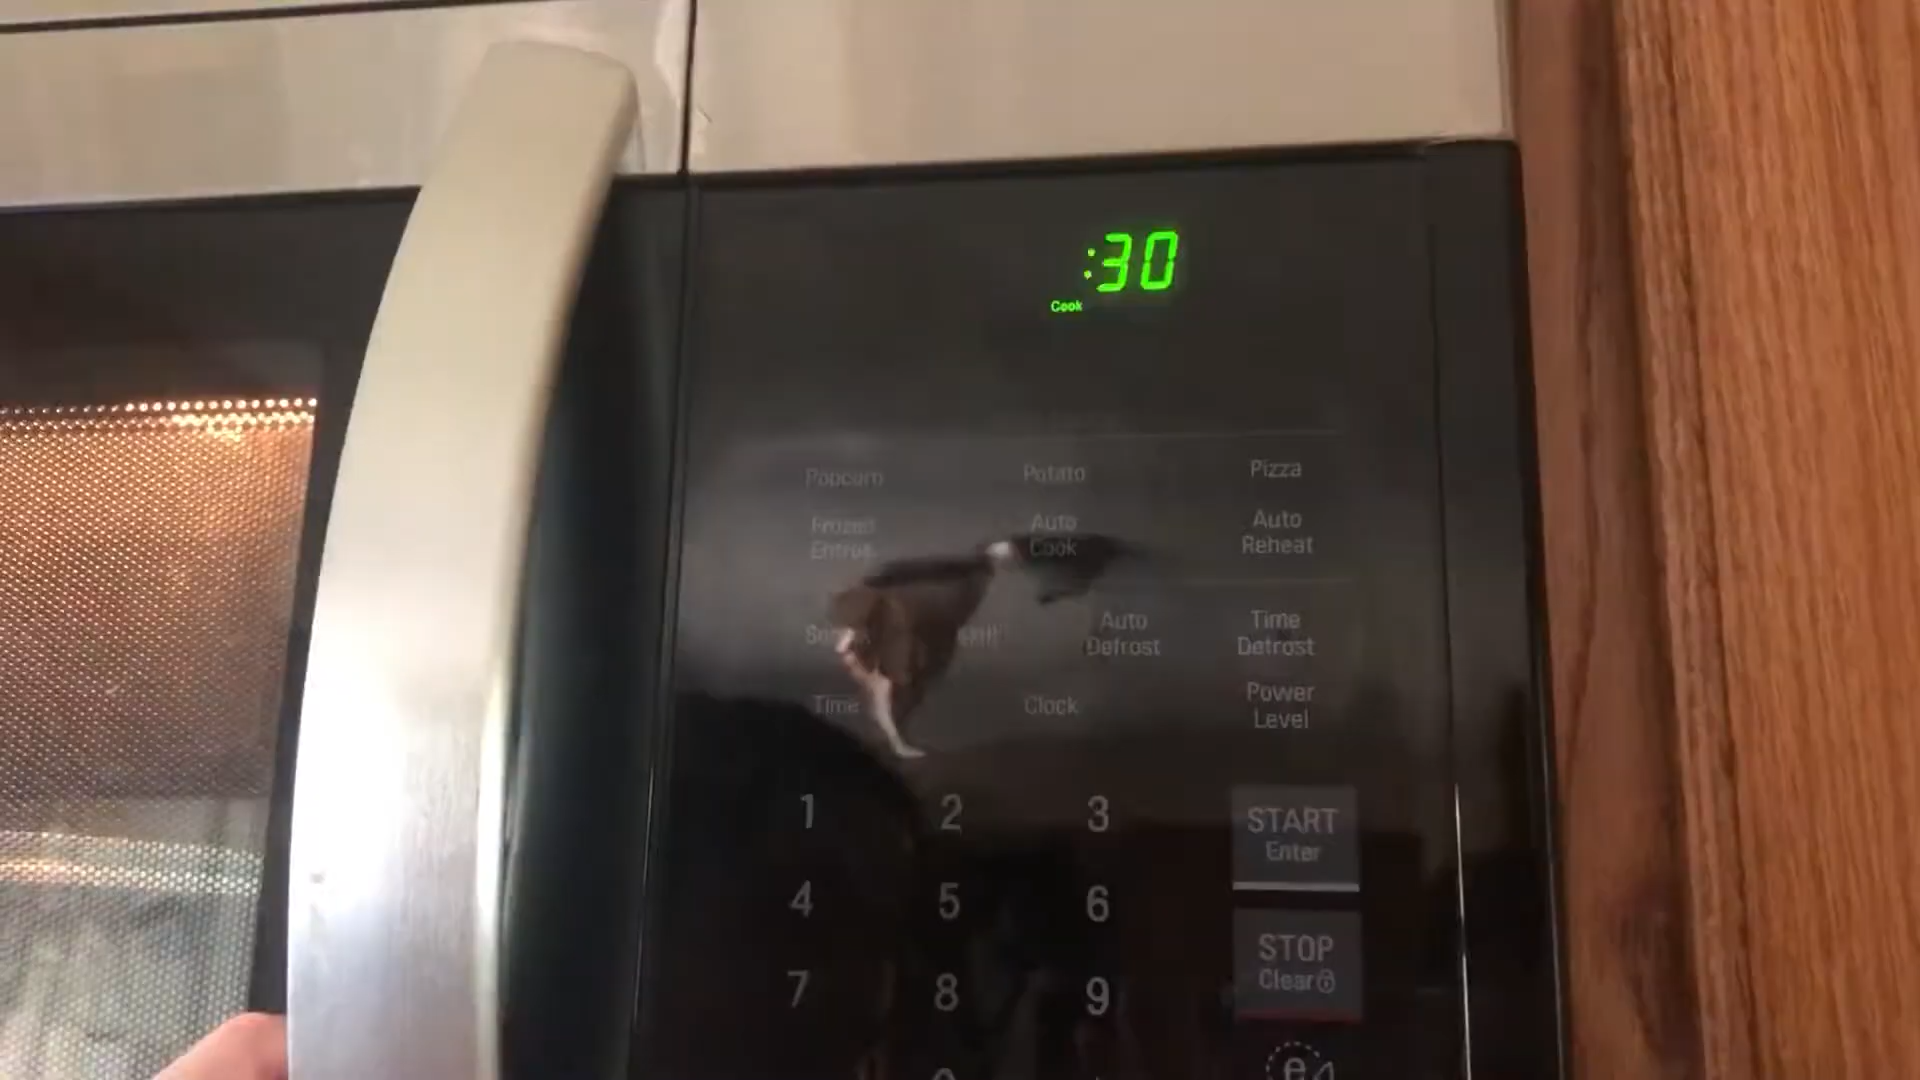 :30
Cook
Popcorn Potato Pizza
Frozen Auto Auto
Entrée Cook Reheat
Auto Time
Defrost Defrost
Time Clock Power
Level
1 2 3 START
Enter
4 5 6
STOP
Clear
7 8 9
e